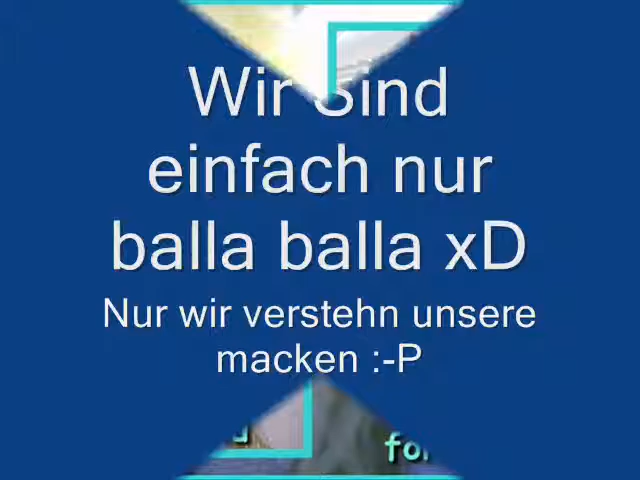 Wir Sind
einfach nur
balla balla xD
Nur wir verstehn unsere
macken :-P